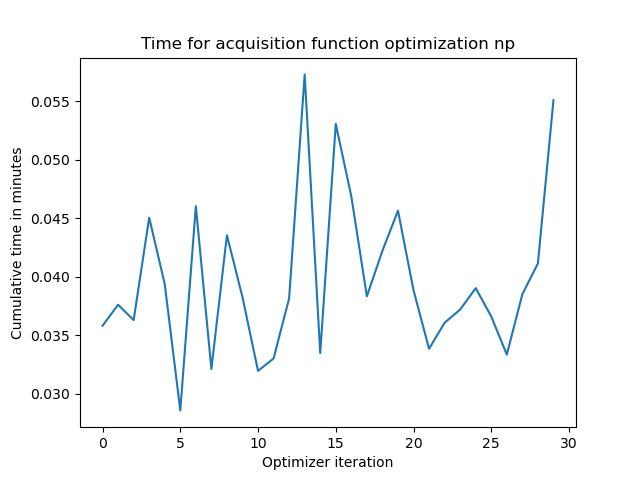 Time for acquisition function optimization np
0.055
0.050
0.045
0.040
0.035
0.030
Cumulative time in minutes
0 5 10 15 20 25 30
Optimizer iteration